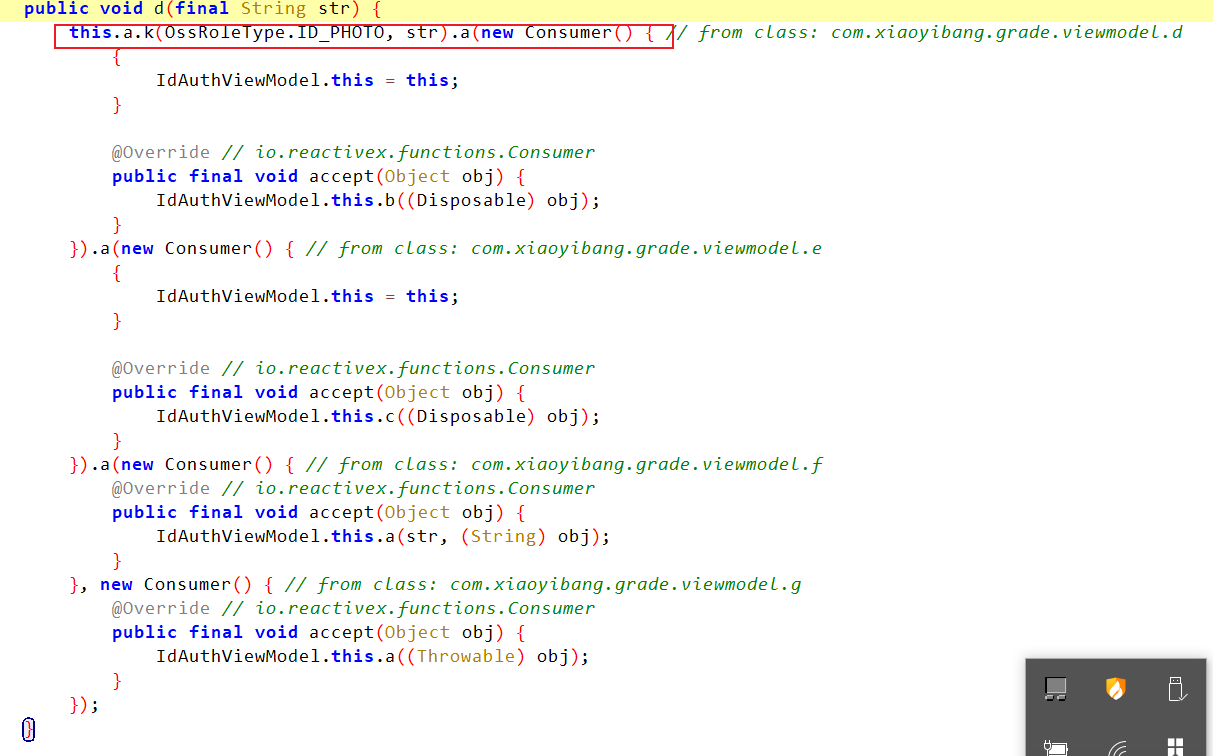 public void d(final String str) {
this.a.k(OssRoleType.ID_PHOTO, str).a(new Consumer() { // from class: com.xiaoyibang.grade.viewmodel.d
{
IdAuthViewModel.this = this;
}
@Override // io.reactivex.functions.Consumer
public final void accept(Object obj) {
IdAuthViewModel.this.b((Disposable) obj);
}
}).a(new Consumer() { // from class: com.xiaoyibang.grade.viewmodel.e
{
IdAuthViewModel.this = this;
}
@Override // io.reactivex.functions.Consumer
public final void accept(Object obj) {
IdAuthViewModel.this.c((Disposable) obj);
}
}).a(new Consumer() { // from class: com.xiaoyibang.grade.viewmodel.f
@Override // io.reactivex.functions.Consumer
public final void accept(Object obj) {
IdAuthViewModel.this.a(str, (String) obj);
}
}, new Consumer() { // from class: com.xiaoyibang.grade.viewmodel.g
@Override // io.reactivex.functions.Consumer
public final void accept(Object obj) {
IdAuthViewModel.this.a((Throwable) obj);
}
});
}